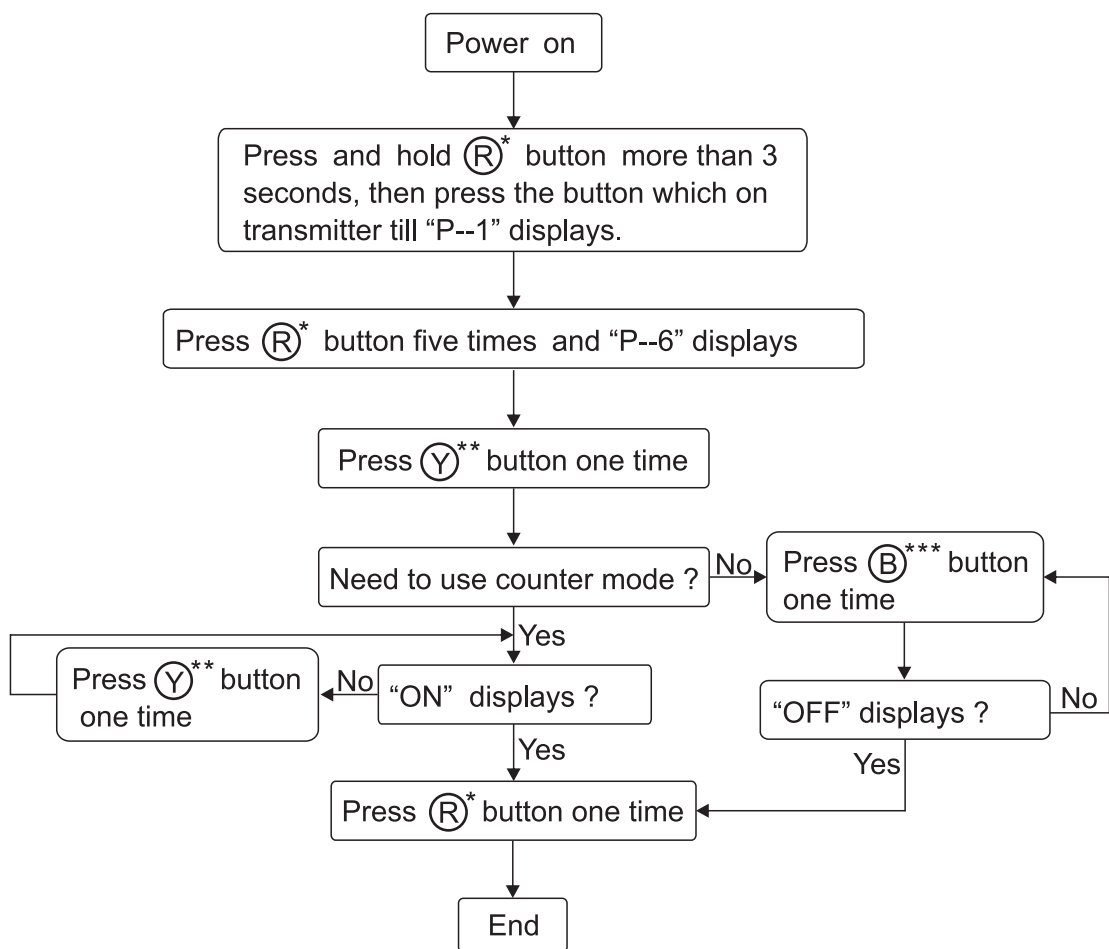 Power on
Press and hold Ⓡ* button more than 3
seconds, then press the button which on
transmitter till “P--1” displays.
Press Ⓡ* button five times and “P--6” displays
Press Ⓨ** button one time
Need to use counter mode ?
No
Press Ⓑ*** button
one time
Yes
Press Ⓨ** button
one time
No
“ON” displays ?
“OFF” displays ?
No
Yes
Yes
Press Ⓡ* button one time
End